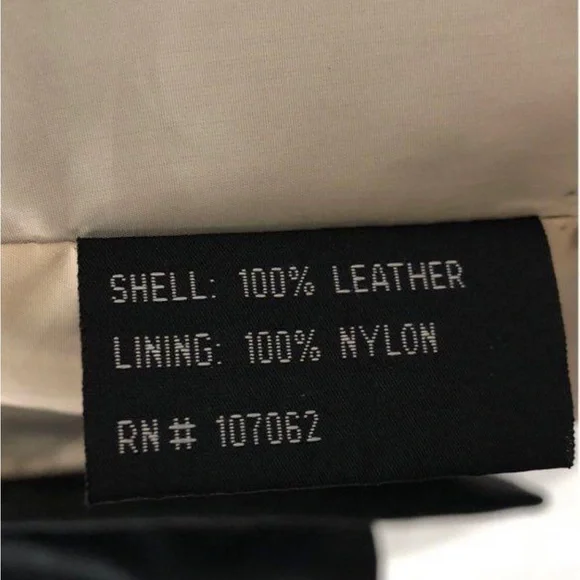 SHELL: 100% LEATHER
LINING: 100% NYLON
RN# 107062